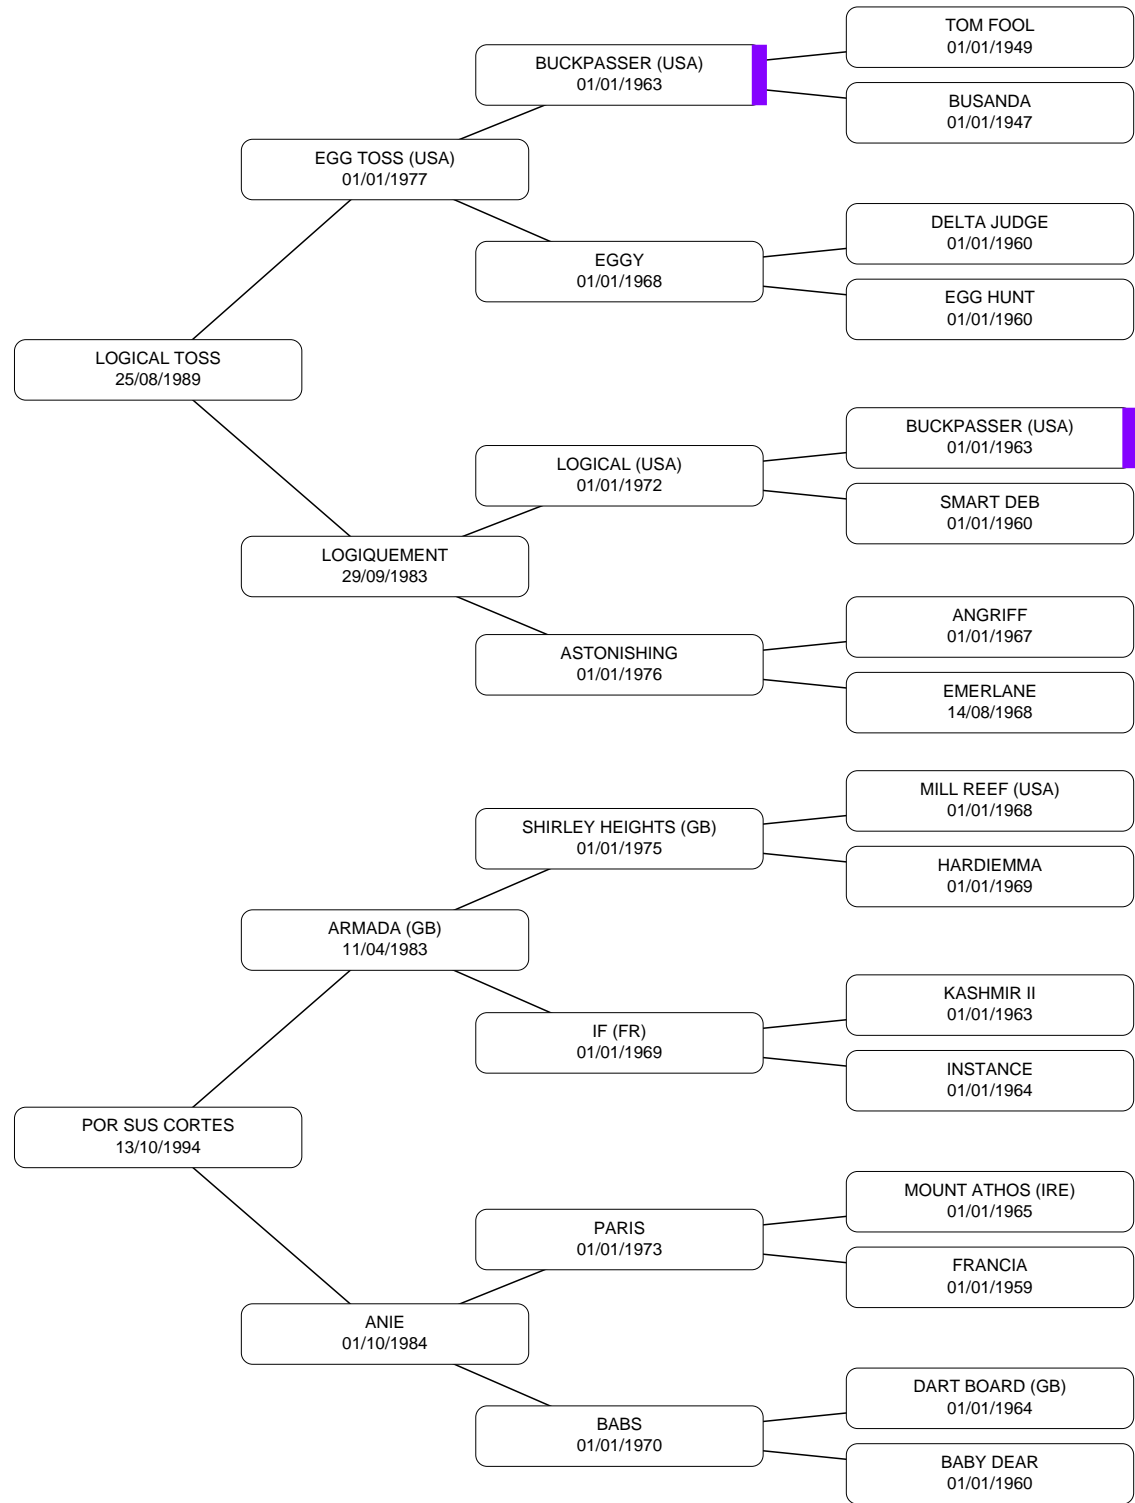 TOM FOOL
01/01/1949
BUCKPASSER (USA)
01/01/1963
BUSANDA
01/01/1947
EGG TOSS (USA)
01/01/1977
DELTA JUDGE
01/01/1960
EGGY
01/01/1968
EGG HUNT
01/01/1960
LOGICAL TOSS
25/08/1989
BUCKPASSER (USA)
01/01/1963
LOGICAL (USA)
01/01/1972
SMART DEB
01/01/1960
LOGIQUEMENT
29/09/1983
ANGRIFF
01/01/1967
ASTONISHING
01/01/1976
EMERLANE
14/08/1968
MILL REEF (USA)
01/01/1968
SHIRLEY HEIGHTS (GB)
01/01/1975
HARDIEMMA
01/01/1969
ARMADA (GB)
11/04/1983
KASHMIR II
01/01/1963
IF (FR)
01/01/1969
INSTANCE
01/01/1964
POR SUS CORTES
13/10/1994
MOUNT ATHOS (IRE)
01/01/1965
PARIS
01/01/1973
FRANCIA
01/01/1959
ANIE
01/10/1984
DART BOARD (GB)
01/01/1964
BABS
01/01/1970
BABY DEAR
01/01/1960